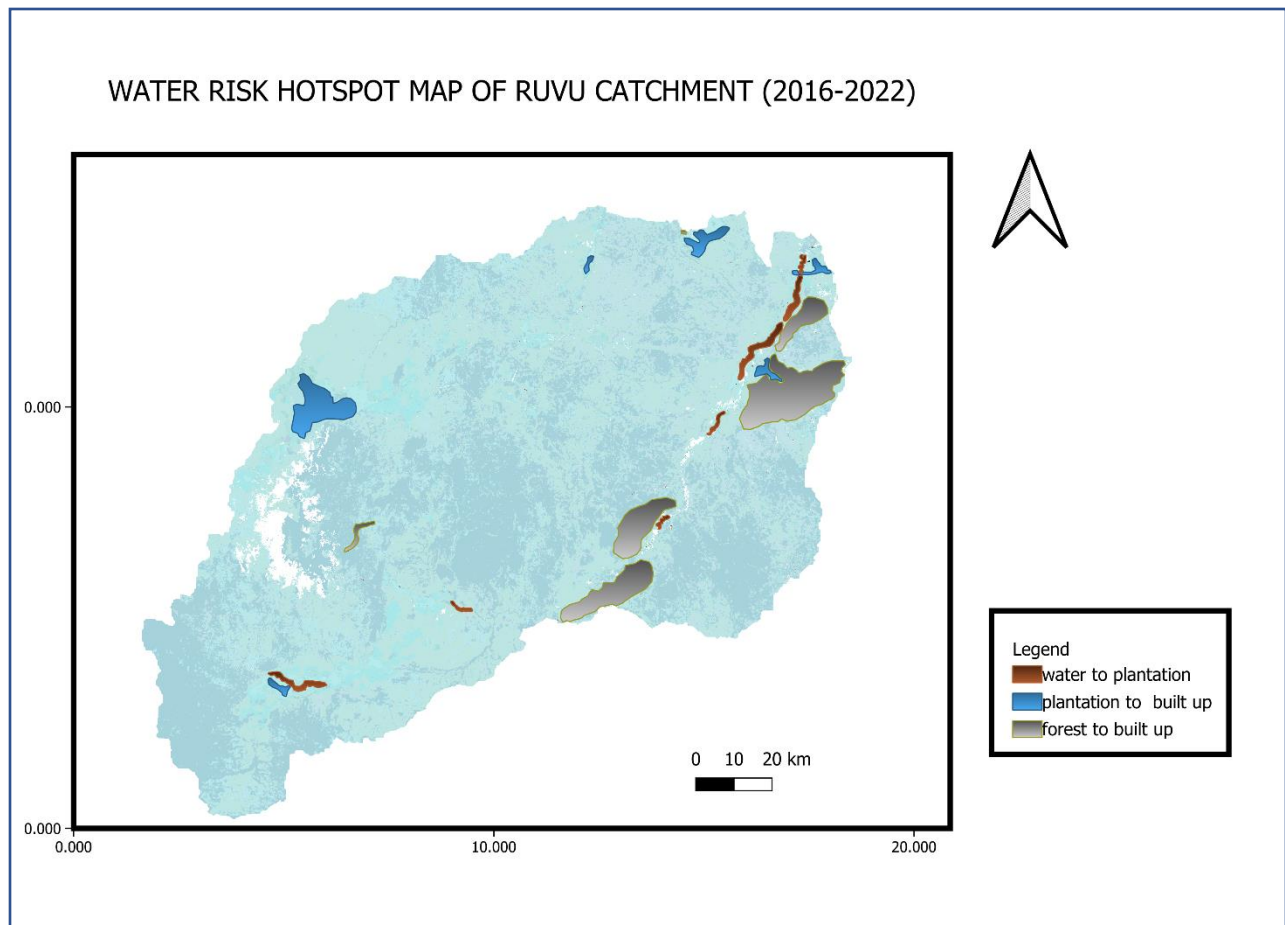 WATER RISK HOTSPOT MAP OF RUVU CATCHMENT (2016-2022)
0.000
Legend
water to plantation
plantation to  built up
forest to built up
0 10 20 km
0.000
0.000 10.000 20.000